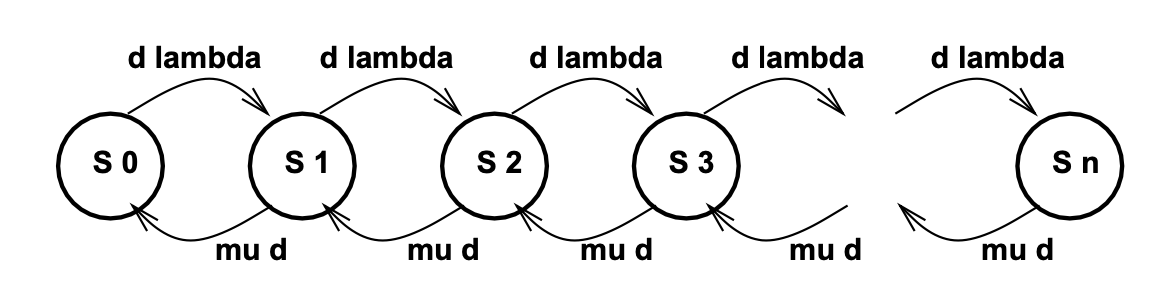 d lambda d lambda d lambda d lambda d lambda
S 0 S 1 S 2 S 3 S n
mu d mu d mu d mu d mu d